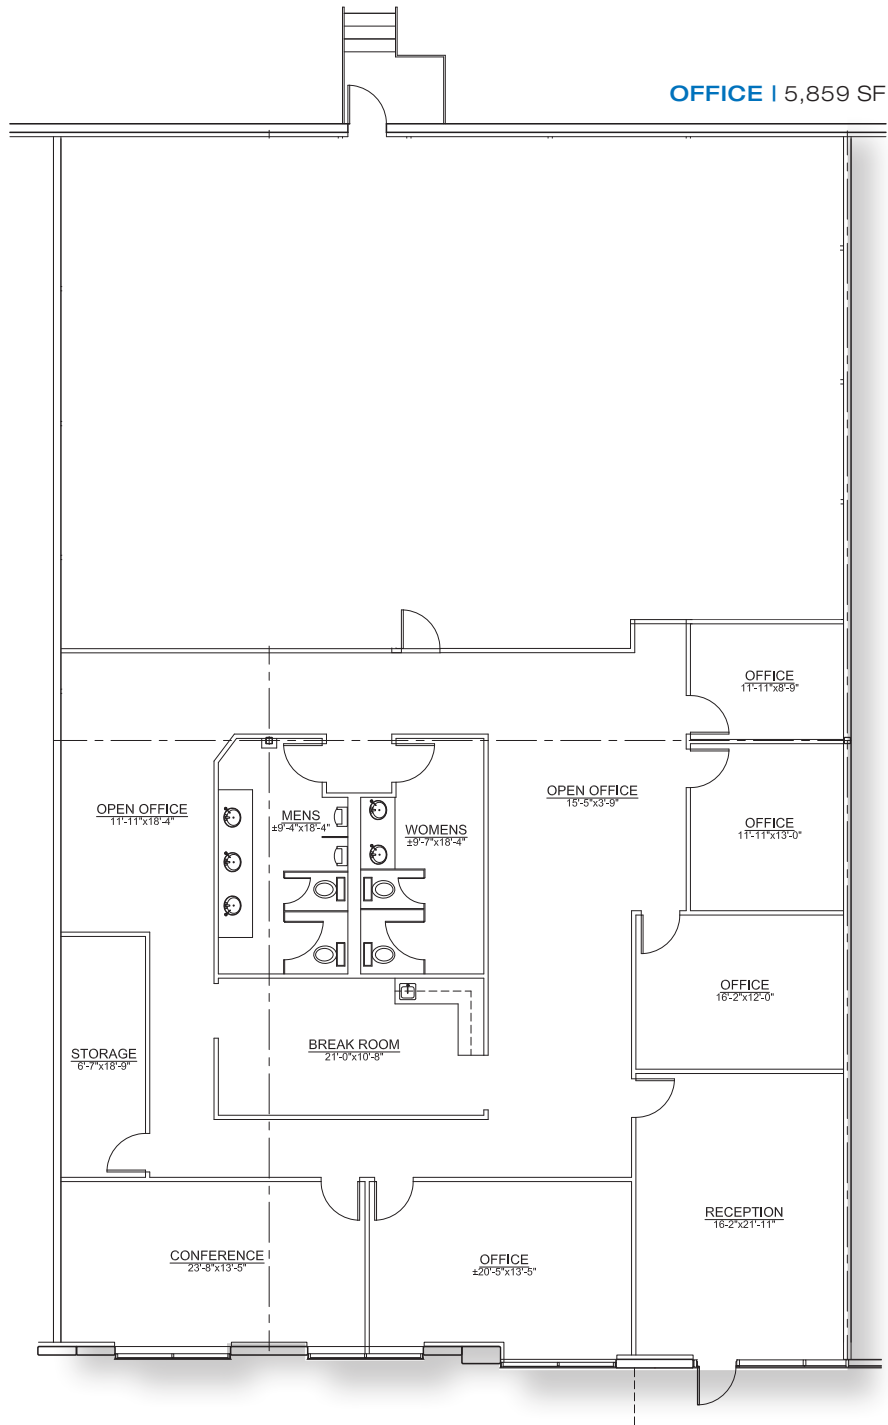 OFFICE | 5,859 SF
OFFICE
11'-11"x8'-9"
OPEN OFFICE
15'-5"x3'-9"
OPEN OFFICE
11'-11"x18'-4"
MENS
±9'-4"x18'-4"
WOMENS
±9'-7"x18'-4"
OFFICE
11'-11"x13'-0"
OFFICE
16'-2"x12'-0"
STORAGE
6'-7"x18'-9"
BREAK ROOM
21'-0"x10'-8"
RECEPTION
16-2"x21'-11"
CONFERENCE
23'-8"x13'-5"
OFFICE
±20'-5"x13'-5"